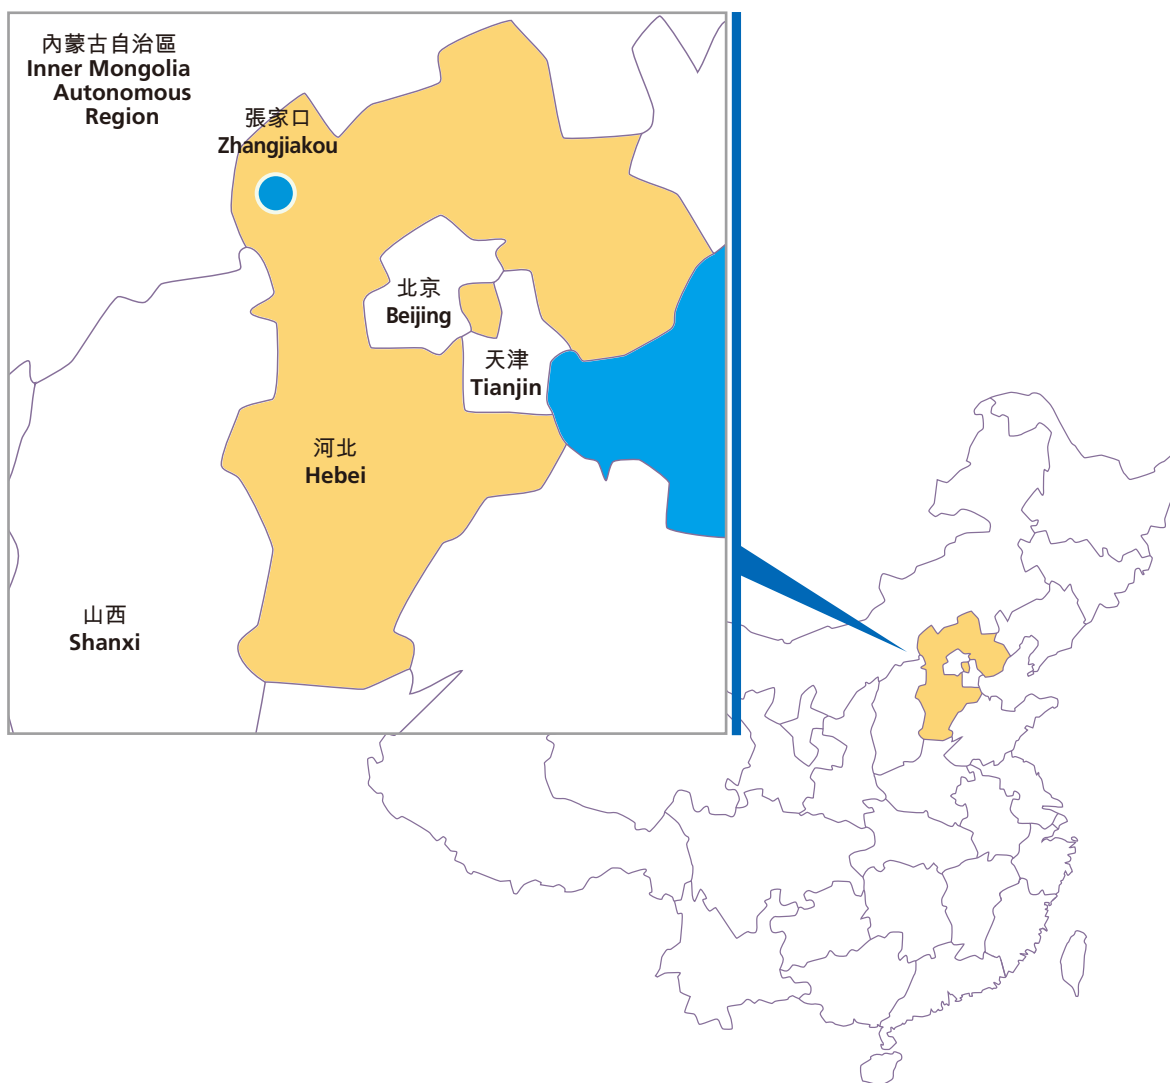 內蒙古自治區
Inner Mongolia
Autonomous
Region
張家口
Zhangjiakou
北京
Beijing
天津
Tianjin
河北
Hebei
山西
Shanxi